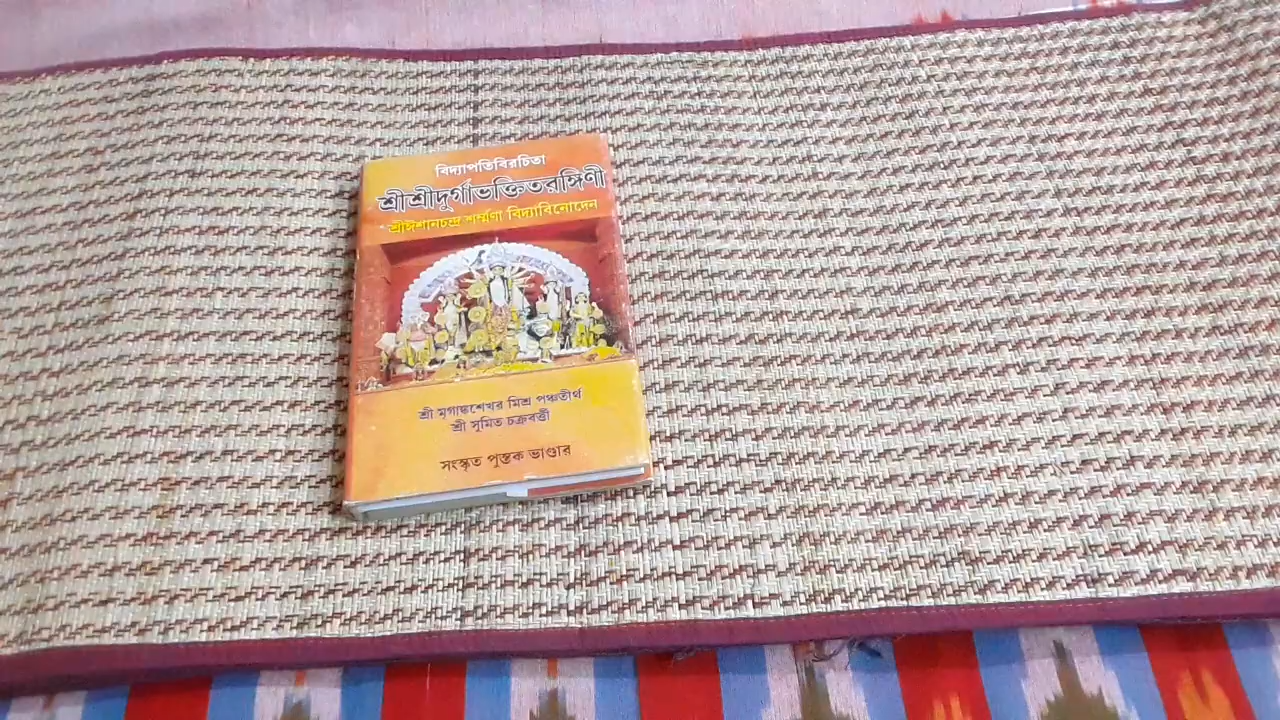 বিদ্যাপতিবিরচিতা
শ্রীশ্রীদুর্গাভক্তিতরঙ্গিণী
শ্রীঈশানচন্দ্র শর্ম্মণা বিদ্যাবিনোদেন
শ্রী মৃগাঙ্কশেখর মিশ্র পঞ্চতীর্থ
শ্রী সুমিত চক্রবর্ত্তী
সংস্কৃত পুস্তক ভাণ্ডার